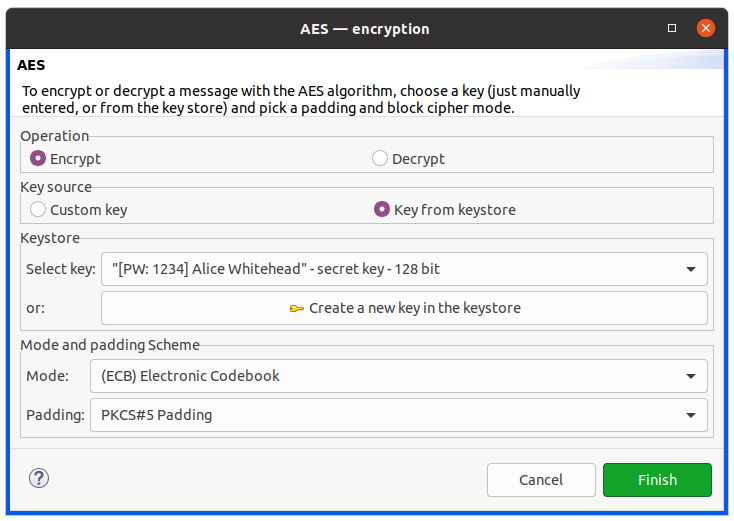 AES — encryption
AES
To encrypt or decrypt a message with the AES algorithm, choose a key (just manually
entered, or from the key store) and pick a padding and block cipher mode.
Operation
Encrypt Decrypt
Key source
Custom key Key from keystore
Keystore
Select key: "[PW: 1234] Alice Whitehead" - secret key - 128 bit
or: Create a new key in the keystore
Mode and padding Scheme
Mode: (ECB) Electronic Codebook
Padding: PKCS#5 Padding
? Cancel Finish